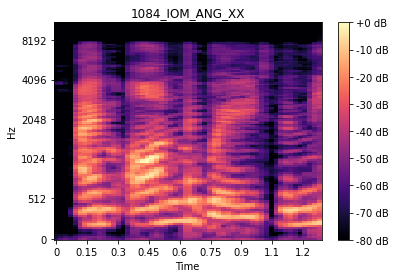 1084_IOM_ANG_XX
8192
4096
2048
1024
512
0
Hz
0 0.15 0.3 0.45 0.6 0.75 0.9 1.1 1.2
Time
+0 dB
-10 dB
-20 dB
-30 dB
-40 dB
-50 dB
-60 dB
-70 dB
-80 dB